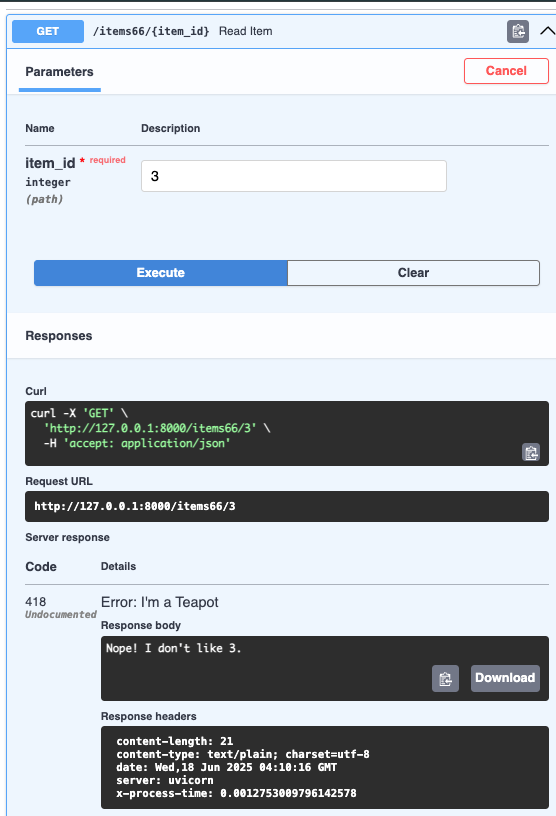 GET /items66/{item_id} Read Item
Parameters Cancel
Name Description
item_id * required 3
integer
(path)
Execute Clear
Responses
Curl
curl -X 'GET' \
'http://127.0.0.1:8000/items66/3' \
-H 'accept: application/json'
Request URL
http://127.0.0.1:8000/items66/3
Server response
Code Details
418 Error: I'm a Teapot
Undocumented
Response body
Nope! I don't like 3.
Download
Response headers
content-length: 21
content-type: text/plain; charset=utf-8
date: Wed,18 Jun 2025 04:10:16 GMT
server: uvicorn
x-process-time: 0.0012753009796142578